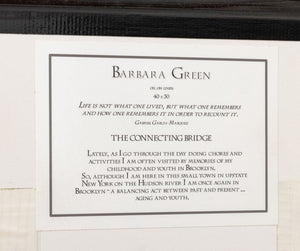 Barbara Green
oil on linen
40 x 30
Life is not what one lived, but what one remembers
and how one remembers it in order to recount it.
Gabriel Garcia Marquez
The Connecting Bridge
Lately, as I go through the day doing chores and
activities I am often visited by memories of my
childhood and youth in Brooklyn.
So, although I am here in this small town in upstate
New York on the Hudson river I am once again in
Brooklyn - a balancing act between past and present ...
aging and youth.